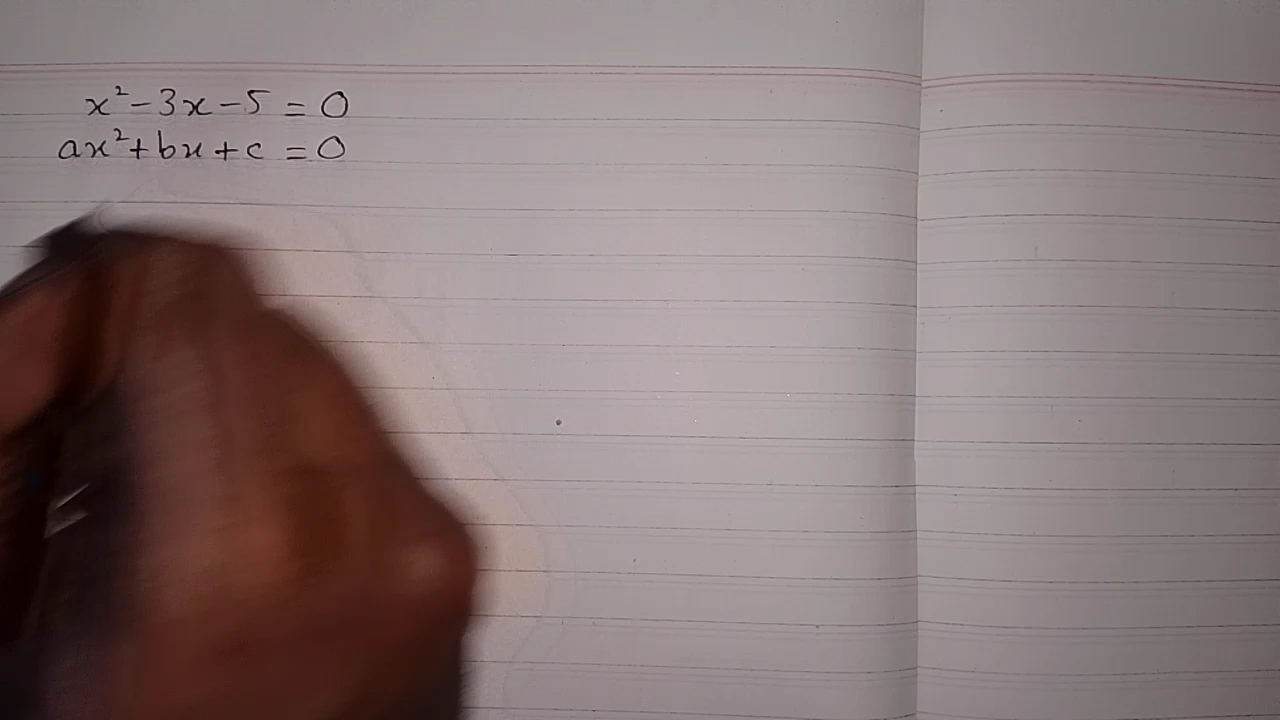 x² - 3x - 5 = 0
ax² + bx + c = 0